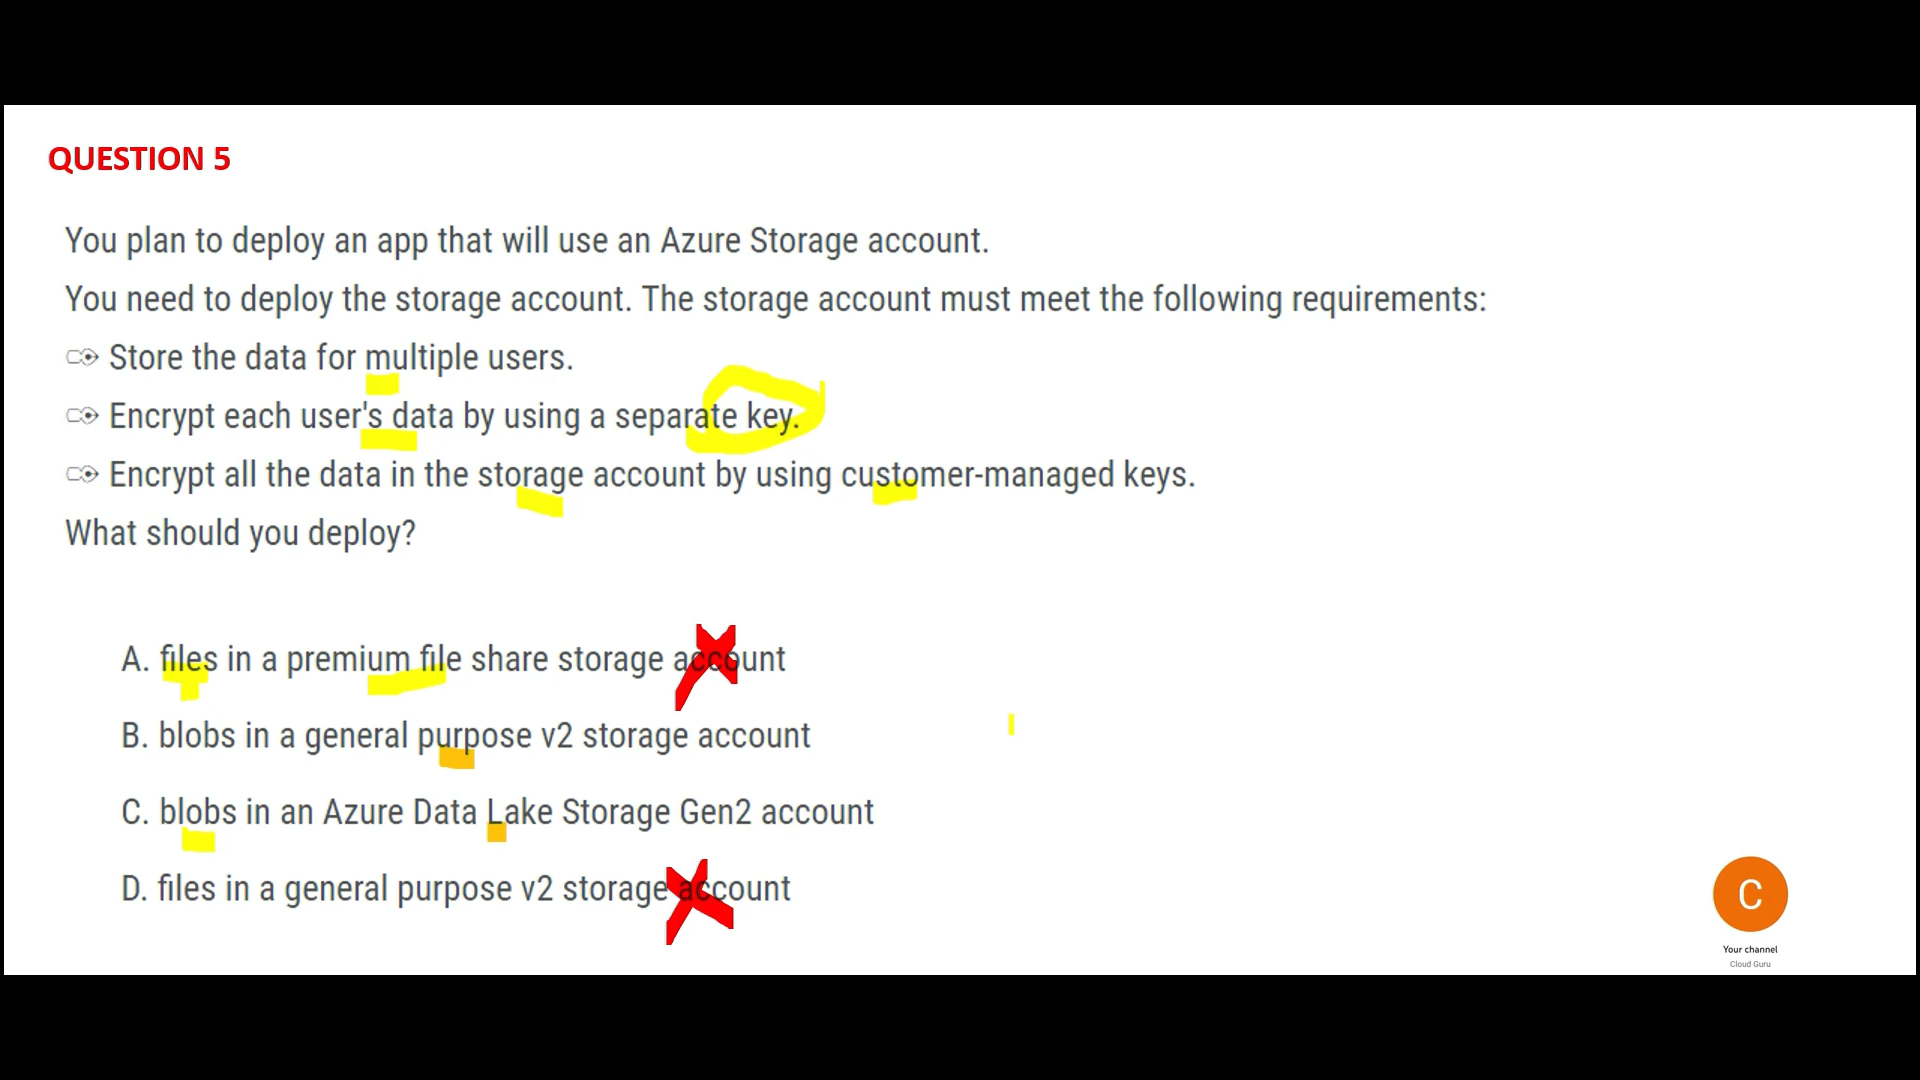 QUESTION 5
You plan to deploy an app that will use an Azure Storage account.
You need to deploy the storage account. The storage account must meet the following requirements:
Store the data for multiple users.
Encrypt each user's data by using a separate key.
Encrypt all the data in the storage account by using customer-managed keys.
What should you deploy?
A. files in a premium file share storage account
B. blobs in a general purpose v2 storage account
C. blobs in an Azure Data Lake Storage Gen2 account
D. files in a general purpose v2 storage account
C
Your channel
Cloud Guru